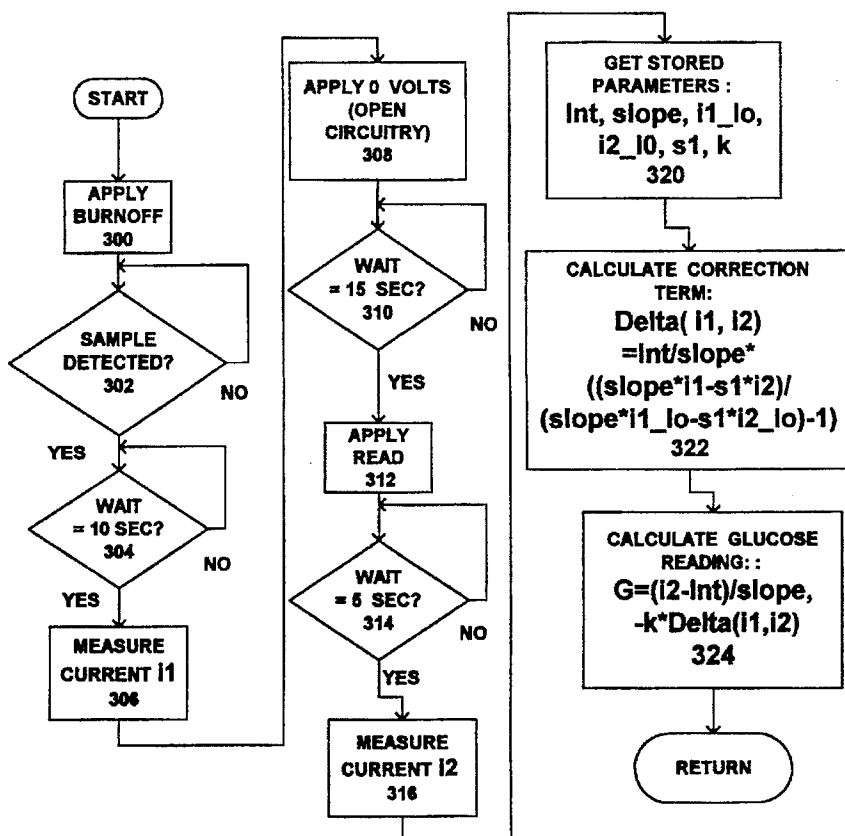 START
APPLY
BURNOFF
300
SAMPLE
DETECTED?
302
NO
YES
WAIT
= 10 SEC?
304
NO
YES
MEASURE
CURRENT i1
306
APPLY 0 VOLTS
(OPEN
CIRCUITRY)
308
WAIT
= 15 SEC?
310
NO
YES
APPLY
READ
312
WAIT
= 5 SEC?
314
NO
YES
MEASURE
CURRENT i2
316
GET STORED
PARAMETERS :
Int, slope, i1_lo,
i2_l0, s1, k
320
CALCULATE CORRECTION
TERM:
Delta( i1, i2)
=Int/slope*
((slope*i1-s1*i2)/
(slope*i1_lo-s1*i2_lo)-1)
322
CALCULATE GLUCOSE
READING: :
G=(i2-Int)/slope,
-k*Delta(i1,i2)
324
RETURN